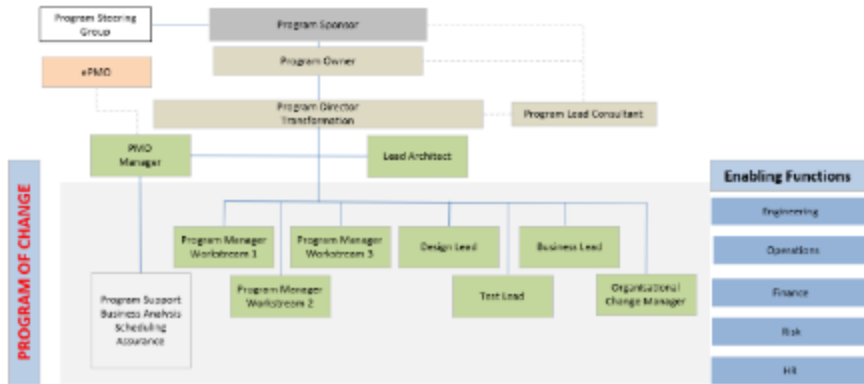 Program Steering
Group
Program Sponsor
Program Owner
ePMO
Program Director
Transformation
Program Lead Consultant
PMO
Manager
Lead Architect
PROGRAM OF CHANGE
Enabling Functions
Engineering
Operations
Finance
Risk
HR
Program Manager
Workstream 1
Program Manager
Workstream 3
Design Lead
Business Lead
Program Manager
Workstream 2
Test Lead
Organisational
Change Manager
Program Support
Business Analysis
Scheduling
Assurance